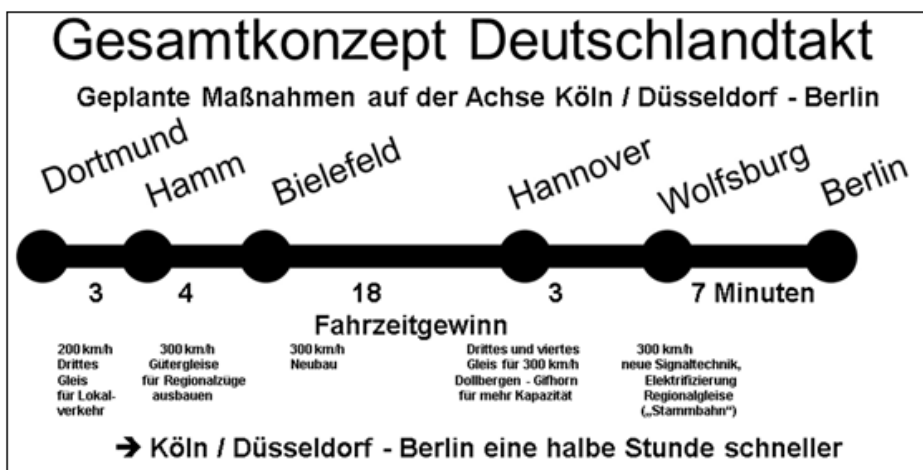 Gesamtkonzept Deutschlandtakt
Geplante Maßnahmen auf der Achse Köln / Düsseldorf - Berlin
Dortmund
Hamm
Bielefeld
Hannover
Wolfsburg
Berlin
3
4
18
3
7 Minuten
Fahrzeitgewinn
200 km/h
Drittes
Gleis
für Lokal-
verkehr
300 km/h
Gütergleise
für Regionalzüge
ausbauen
300 km/h
Neubau
Drittes und viertes
Gleis für 300 km/h
Dollbergen - Gifhorn
für mehr Kapazität
300 km/h
neue Signaltechnik,
Elektrifizierung
Regionalgleise
(„Stammbahn“)
➔ Köln / Düsseldorf - Berlin eine halbe Stunde schneller